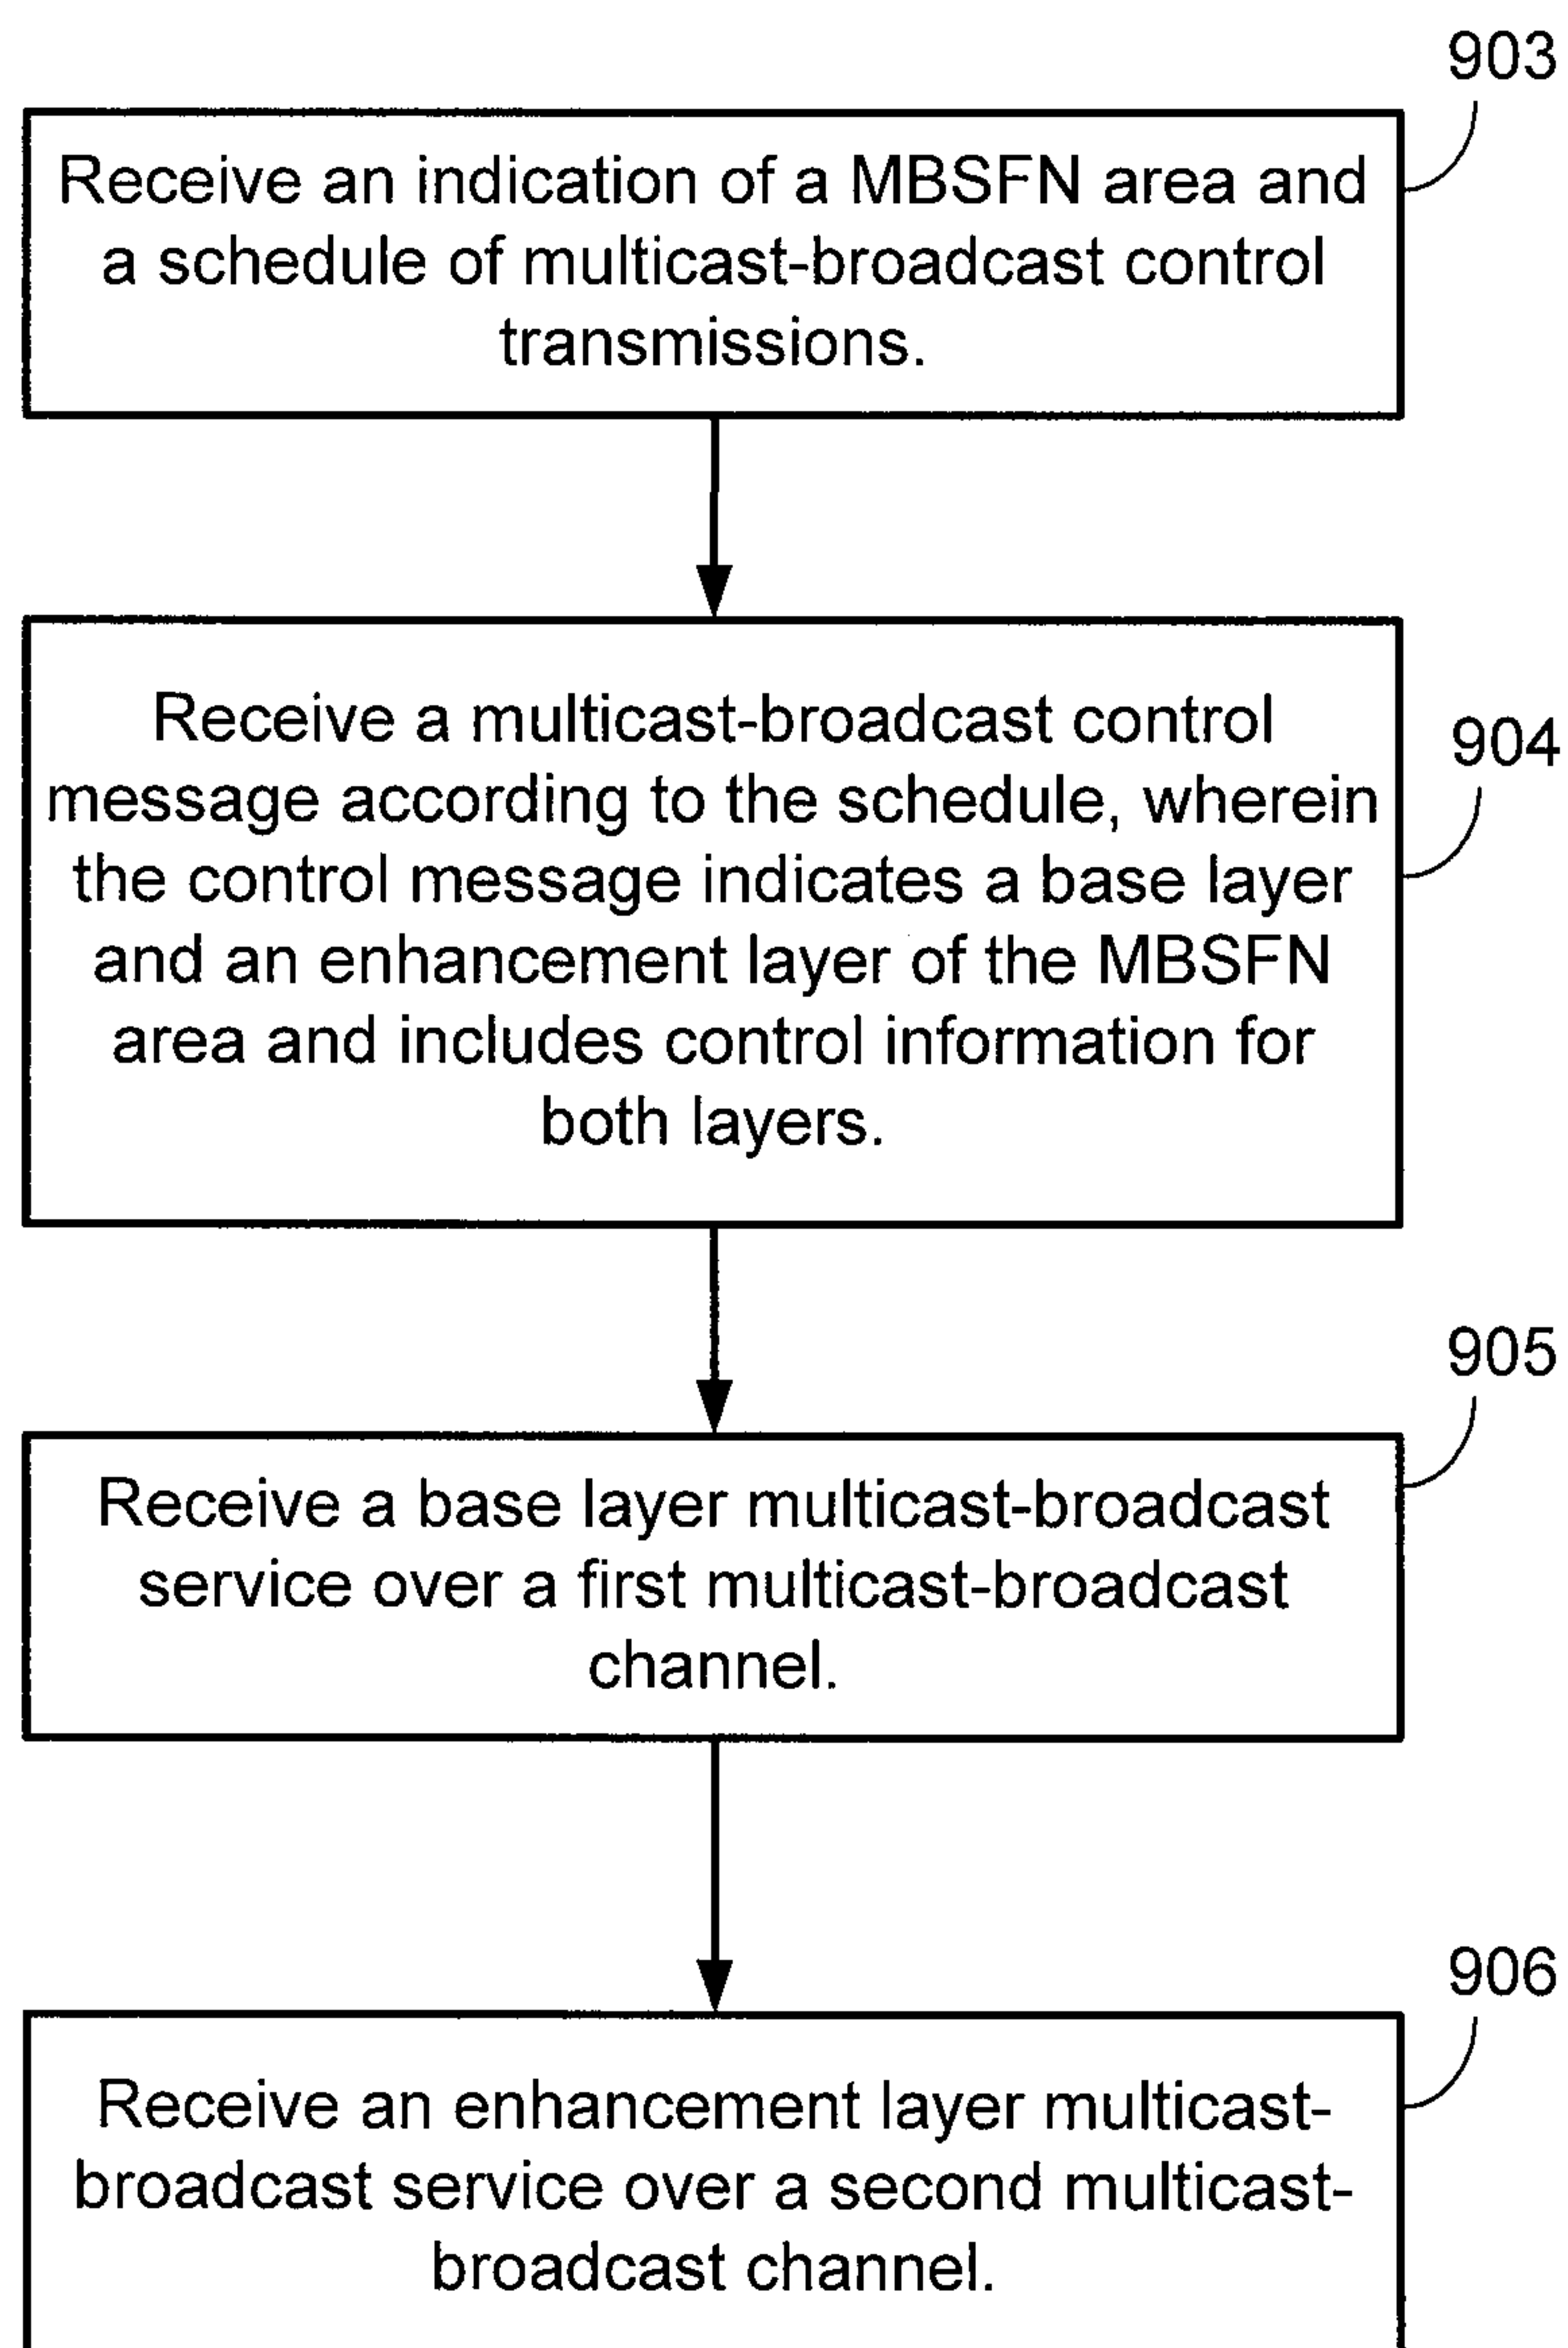 903
Receive an indication of a MBSFN area and
a schedule of multicast-broadcast control
transmissions.
904
Receive a multicast-broadcast control
message according to the schedule, wherein
the control message indicates a base layer
and an enhancement layer of the MBSFN
area and includes control information for
both layers.
905
Receive a base layer multicast-broadcast
service over a first multicast-broadcast
channel.
906
Receive an enhancement layer multicast-
broadcast service over a second multicast-
broadcast channel.